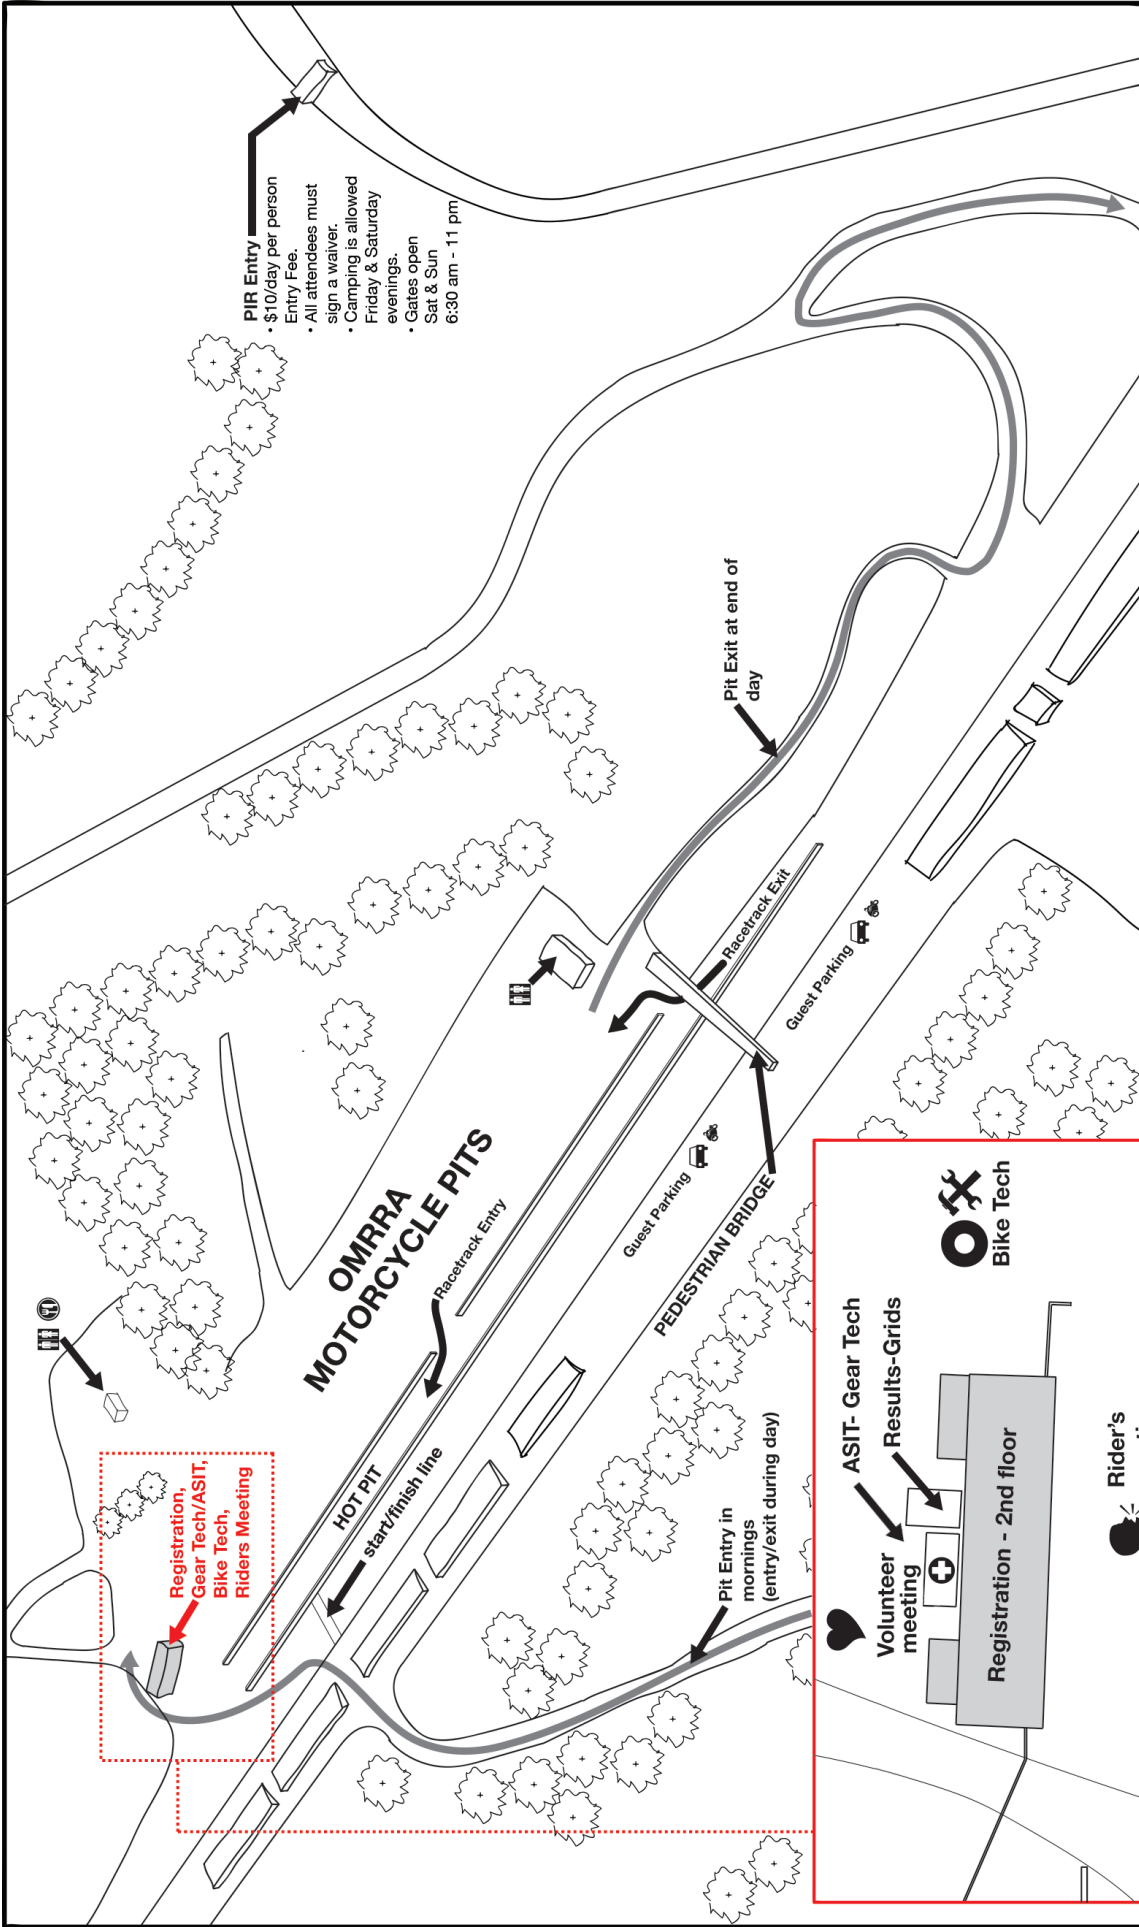 PIR Entry
• $10/day per person
Entry Fee.
• All attendees must
sign a waiver.
• Camping is allowed
Friday & Saturday
evenings.
• Gates open
Sat & Sun
6:30 am - 11 pm
Registration,
Gear Tech/ASIT,
Bike Tech,
Riders Meeting
OMRRA
MOTORCYCLE PITS
HOT PIT
start/finish line
Racetrack Entry
Racetrack Exit
Pit Exit at end of
day
Guest Parking
Guest Parking
PEDESTRIAN BRIDGE
Pit Entry in
mornings
(entry/exit during day)
Volunteer
meeting
ASIT- Gear Tech
Results-Grids
Bike Tech
Registration - 2nd floor
Rider's